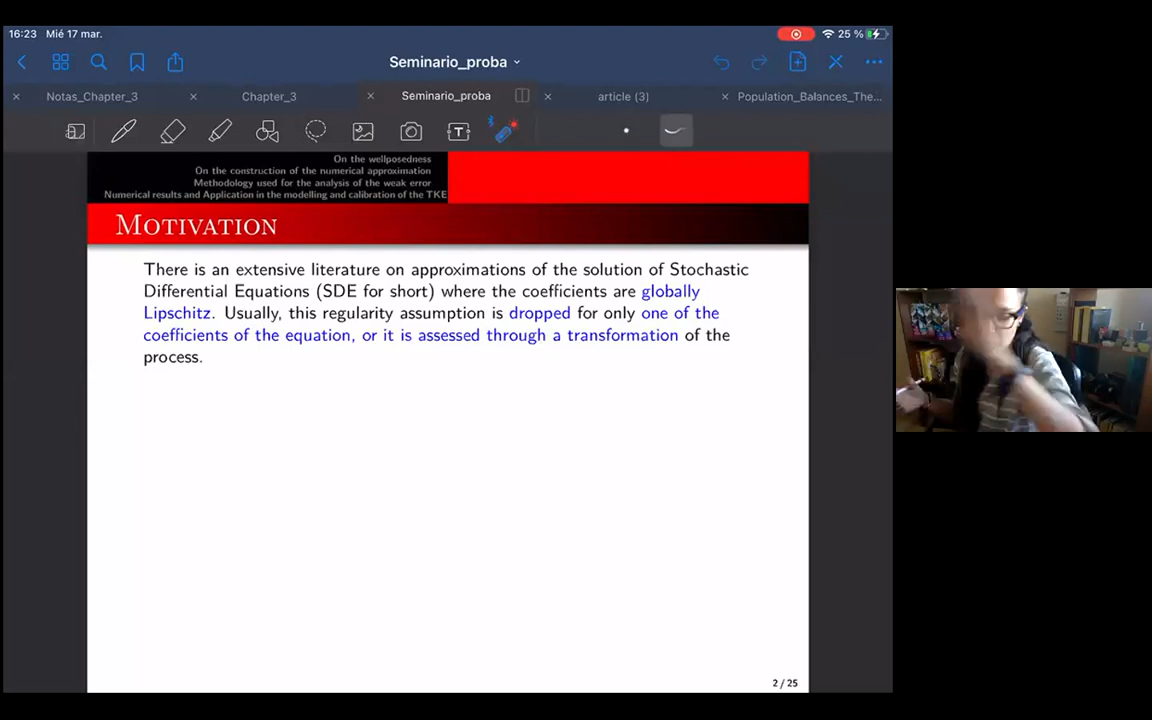 16:23 Mié 17 mar.
25 %
Seminario_proba
Notas_Chapter_3
Chapter_3
Seminario_proba
article (3)
Population_Balances_The...
T
On the wellposedness
On the construction of the numerical approximation
Methodology used for the analysis of the weak error
Numerical results and Application in the modelling and calibration of the TKE
MOTIVATION
There is an extensive literature on approximations of the solution of Stochastic
Differential Equations (SDE for short) where the coefficients are globally
Lipschitz. Usually, this regularity assumption is dropped for only one of the
coefficients of the equation, or it is assessed through a transformation of the
process.
2 / 25